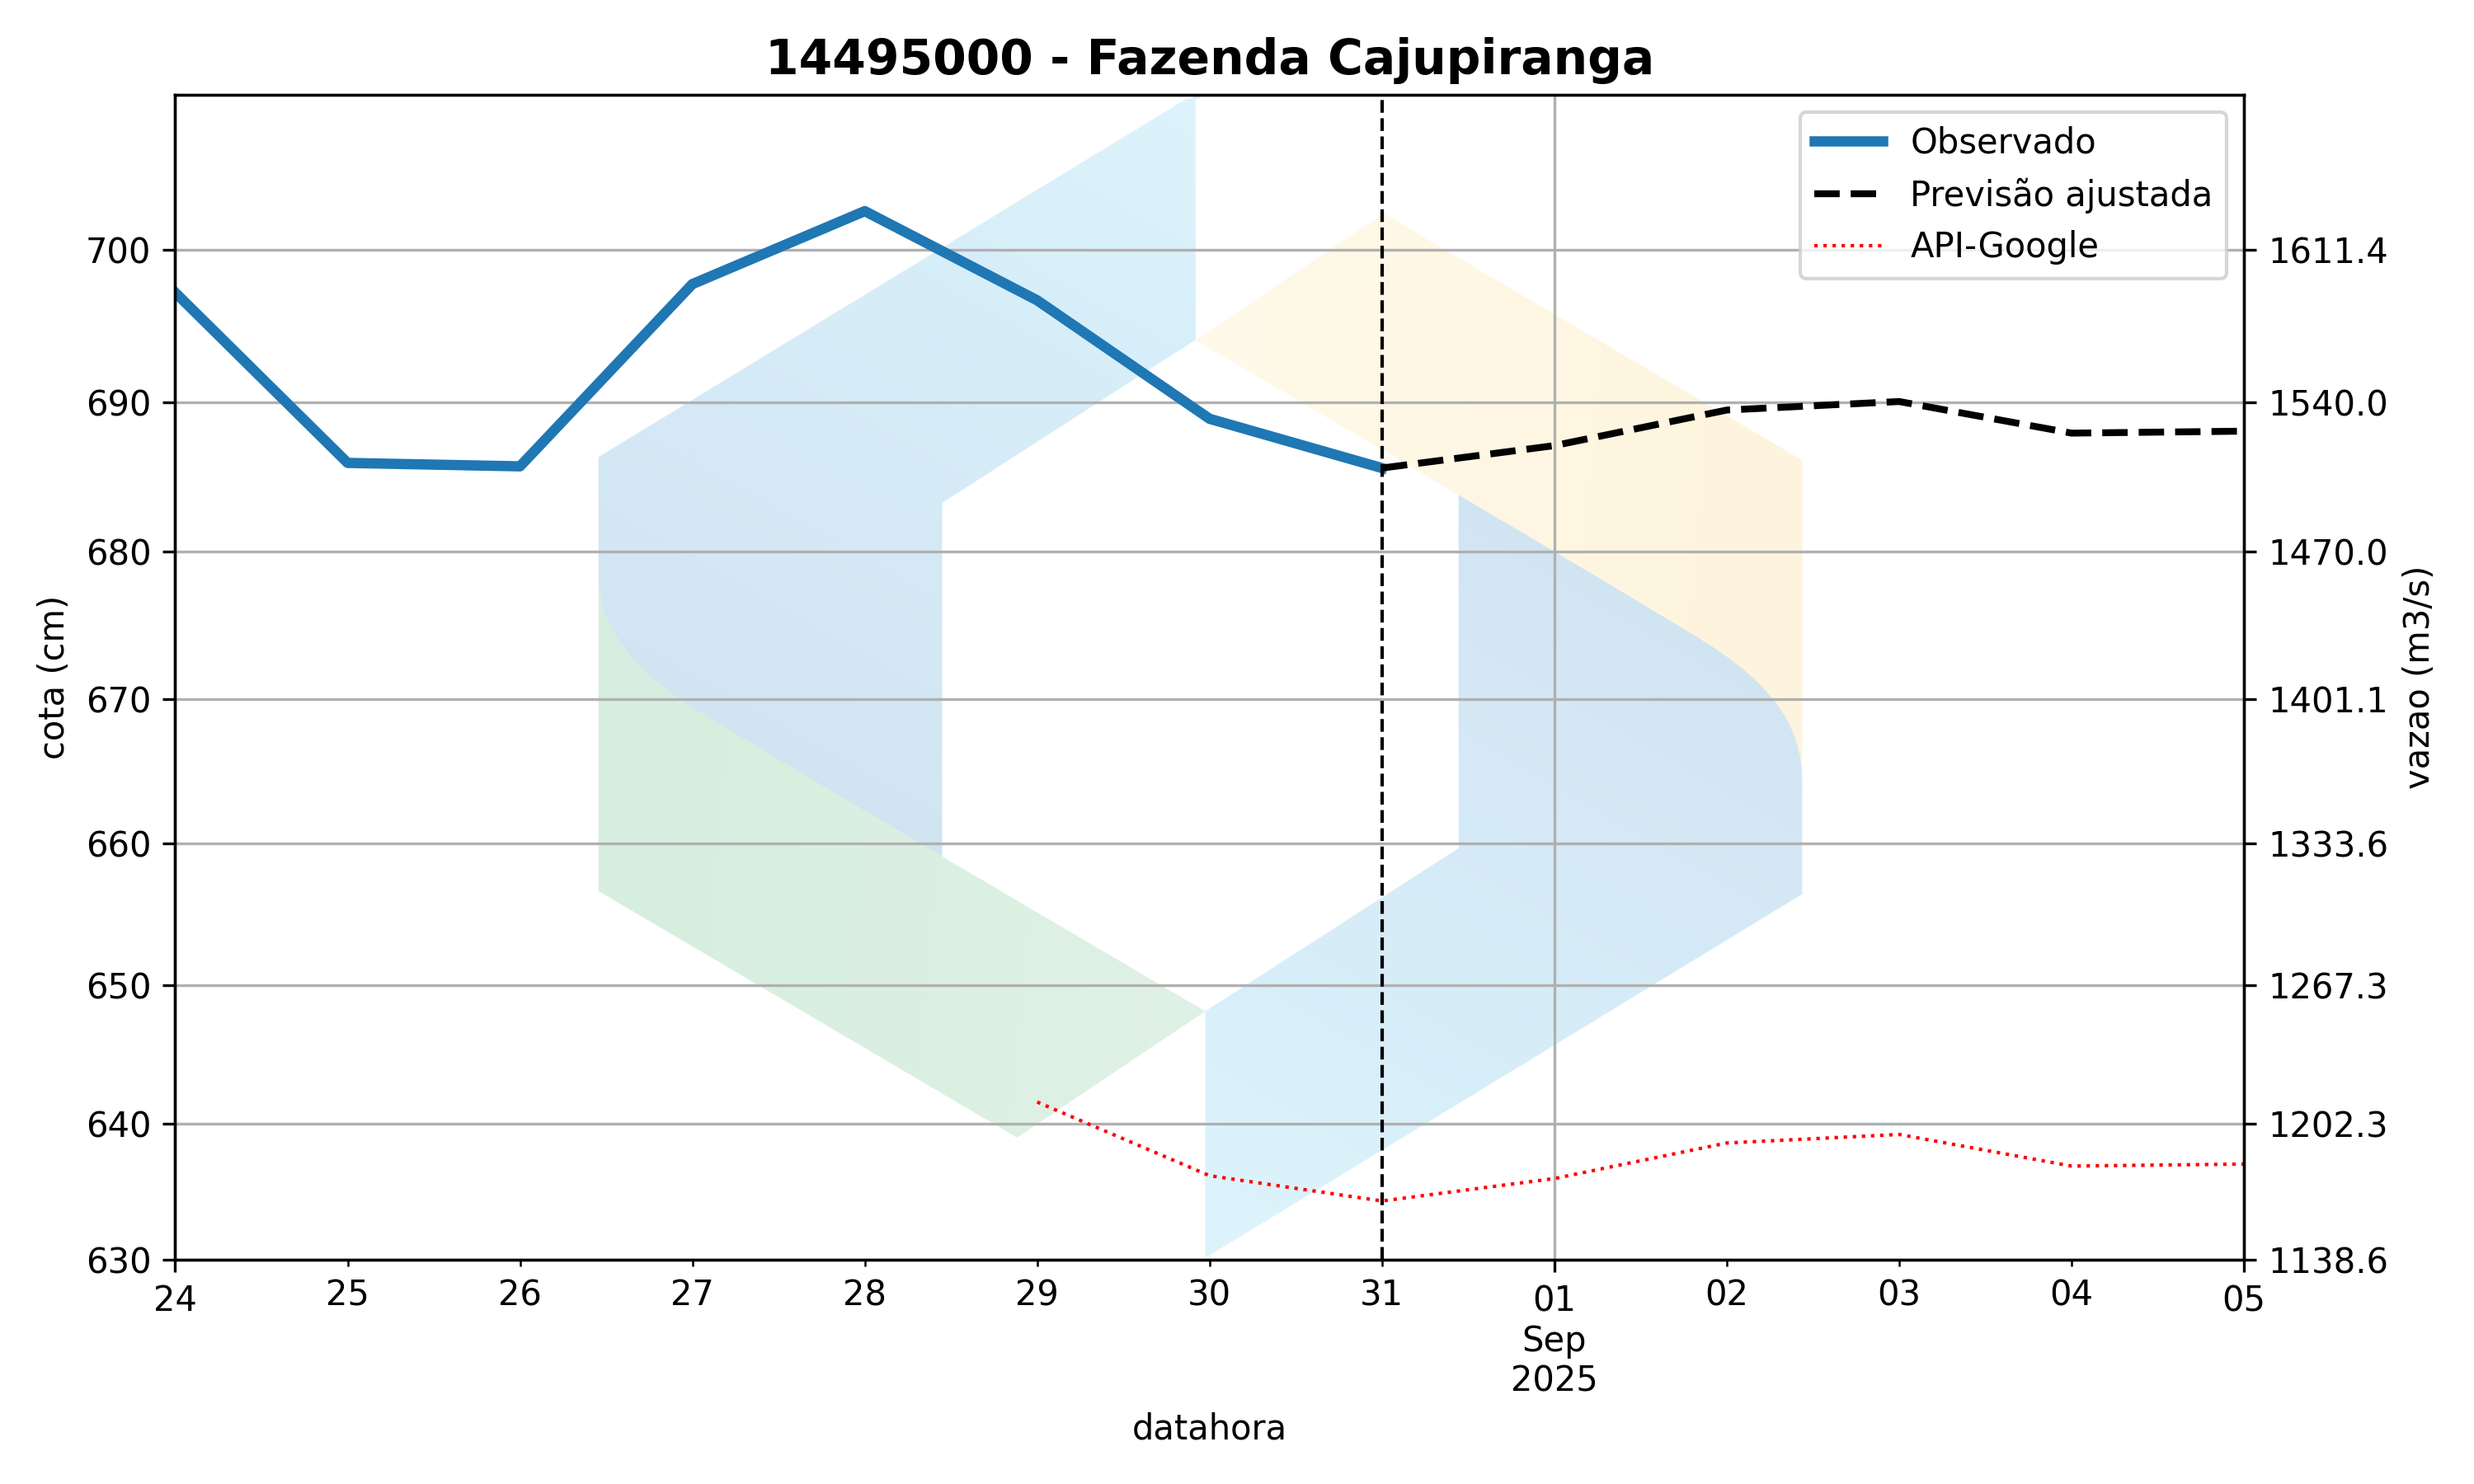 14495000 - Fazenda Cajupiranga
Observado
Previsão ajustada
API-Google
700
690
680
670
660
650
640
630
cota (cm)
1611.4
1540.0
1470.0
1401.1
1333.6
1267.3
1202.3
1138.6
vazao (m3/s)
24 25 26 27 28 29 30 31 01 02 03 04 05
Sep
2025
datahora